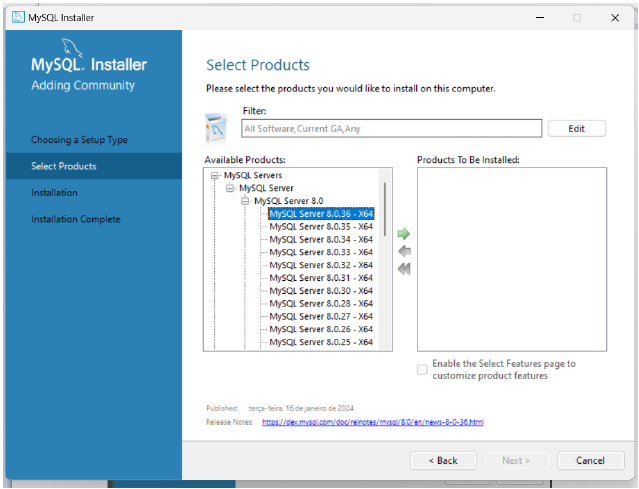 MySQL Installer
MySQL. Installer
Adding Community
Choosing a Setup Type
Select Products
Installation
Installation Complete
Select Products
Please select the products you would like to install on this computer.
Filter:
All Software,Current GA,Any
Edit
Available Products:
MySQL Servers
MySQL Server
MySQL Server 8.0
MySQL Server 8.0.36 - X64
MySQL Server 8.0.35 - X64
MySQL Server 8.0.34 - X64
MySQL Server 8.0.33 - X64
MySQL Server 8.0.32 - X64
MySQL Server 8.0.31 - X64
MySQL Server 8.0.30 - X64
MySQL Server 8.0.28 - X64
MySQL Server 8.0.27 - X64
MySQL Server 8.0.26 - X64
MySQL Server 8.0.25 - X64
Products To Be Installed:
Enable the Select Features page to
customize product features
Published: terça-feira, 16 de janeiro de 2024
Release Notes: https://dev.mysql.com/doc/relnotes/mysql/8.0/en/news-8-0-36.html
< Back
Next >
Cancel